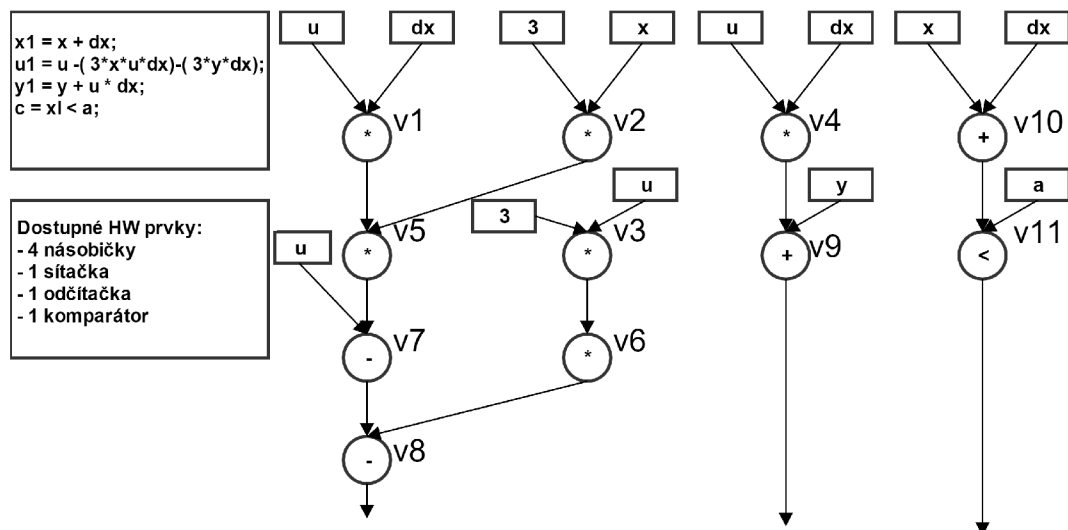 x1 = x + dx;
u1 = u -( 3*x*u*dx)-( 3*y*dx);
y1 = y + u * dx;
c = xl < a;
Dostupné HW prvky:
- 4 násobičky
- 1 sítačka
- 1 odčítačka
- 1 komparátor
u dx 3 x u dx x dx
* v1 * v2 * v4 + v10
u y a
3
v5 v3 v9 v11
u * * + <
v7 v6
- *
v8
-